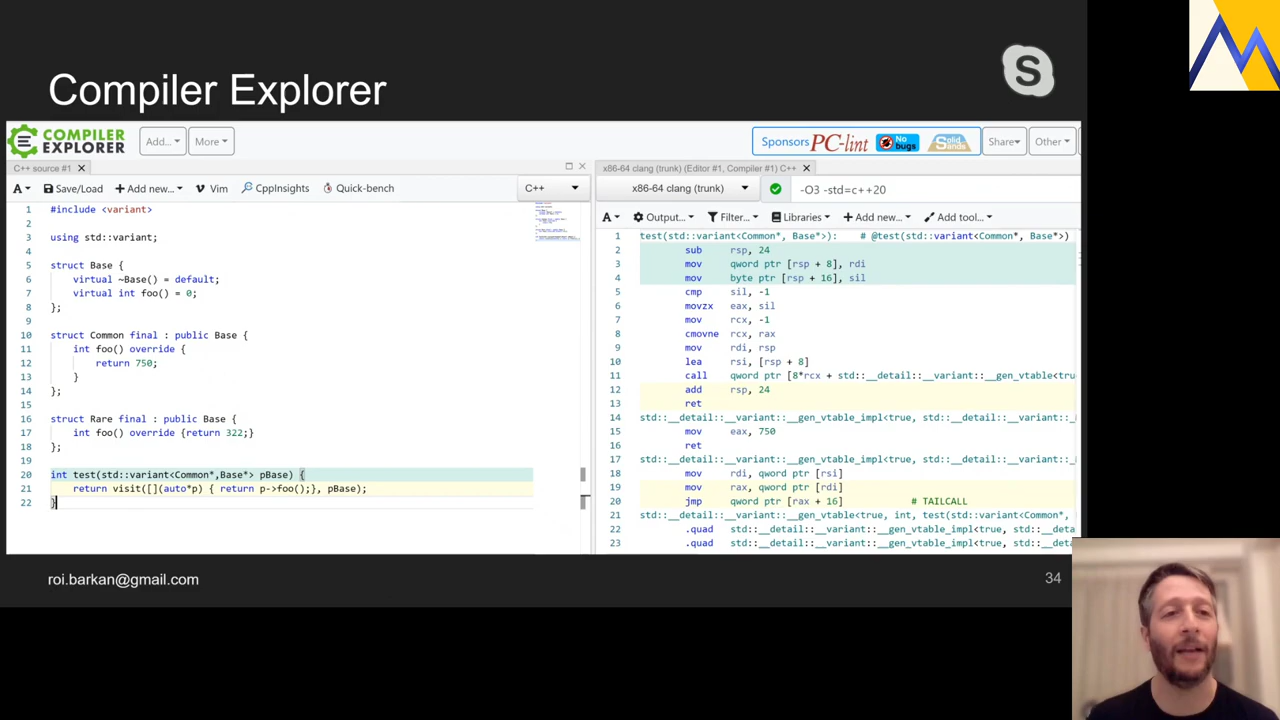 Compiler Explorer
S
COMPILER
EXPLORER
Add...
More
Sponsors PC-lint No bugs Solid Sands
Share
Other
C++ source #1
A
Save/Load
Add new...
Vim
CppInsights
Quick-bench
C++
1 #include <variant>
2
3 using std::variant;
4
5 struct Base {
6 virtual ~Base() = default;
7 virtual int foo() = 0;
8 };
9
10 struct Common final : public Base {
11 int foo() override {
12 return 750;
13 }
14 };
15
16 struct Rare final : public Base {
17 int foo() override {return 322;}
18 };
19
20 int test(std::variant<Common*,Base*> pBase) {
21 return visit([](auto*p) { return p->foo();}, pBase);
22 }
x86-64 clang (trunk) (Editor #1, Compiler #1) C++
x86-64 clang (trunk)
-O3 -std=c++20
A
Output...
Filter...
Libraries
Add new...
Add tool...
1 test(std::variant<Common*, Base*>): # @test(std::variant<Common*, Base*>)
2 sub rsp, 24
3 mov qword ptr [rsp + 8], rdi
4 mov byte ptr [rsp + 16], sil
5 cmp sil, -1
6 movzx eax, sil
7 mov rcx, -1
8 cmovne rcx, rax
9 mov rdi, rsp
10 lea rsi, [rsp + 8]
11 call qword ptr [8*rcx + std::__detail::__variant::__gen_vtable<true
12 add rsp, 24
13 ret
14 std::__detail::__variant::__gen_vtable_impl<true, std::__detail::__variant::_
15 mov eax, 750
16 ret
17 std::__detail::__variant::__gen_vtable_impl<true, std::__detail::__variant::_
18 mov rdi, qword ptr [rsi]
19 mov rax, qword ptr [rdi]
20 jmp qword ptr [rax + 16] # TAILCALL
21 std::__detail::__variant::__gen_vtable<true, int, test(std::variant<Common*,
22 .quad std::__detail::__variant::__gen_vtable_impl<true, std::__d
23 .quad std::__detail::__variant::__gen_vtable_impl<true, std::__d
roi.barkan@gmail.com
34